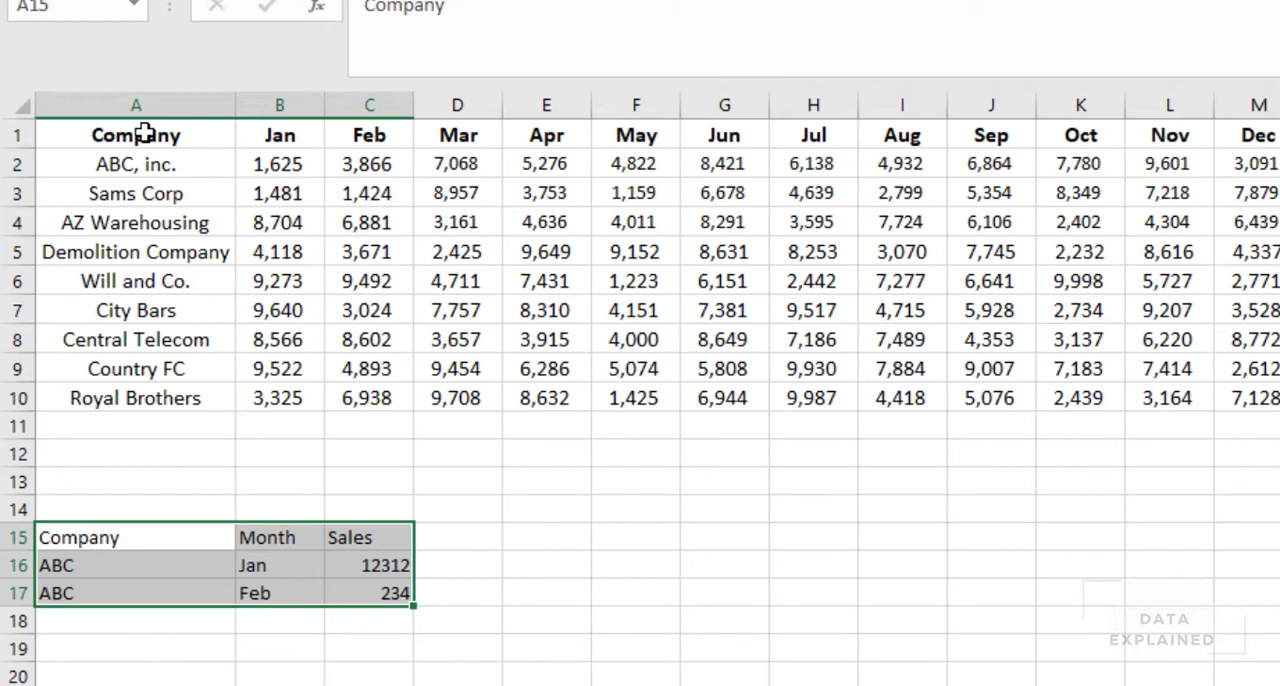 A15 fx Company
A B C D E F G H I J K L M
1 Company Jan Feb Mar Apr May Jun Jul Aug Sep Oct Nov Dec
2 ABC, inc. 1,625 3,866 7,068 5,276 4,822 8,421 6,138 4,932 6,864 7,780 9,601 3,091
3 Sams Corp 1,481 1,424 8,957 3,753 1,159 6,678 4,639 2,799 5,354 8,349 7,218 7,879
4 AZ Warehousing 8,704 6,881 3,161 4,636 4,011 8,291 3,595 7,724 6,106 2,402 4,304 6,439
5 Demolition Company 4,118 3,671 2,425 9,649 9,152 8,631 8,253 3,070 7,745 2,232 8,616 4,337
6 Will and Co. 9,273 9,492 4,711 7,431 1,223 6,151 2,442 7,277 6,641 9,998 5,727 2,771
7 City Bars 9,640 3,024 7,757 8,310 4,151 7,381 9,517 4,715 5,928 2,734 9,207 3,528
8 Central Telecom 8,566 8,602 3,657 3,915 4,000 8,649 7,186 7,489 4,353 3,137 6,220 8,772
9 Country FC 9,522 4,893 9,454 6,286 5,074 5,808 9,930 7,884 9,007 7,183 7,414 2,612
10 Royal Brothers 3,325 6,938 9,708 8,632 1,425 6,944 9,987 4,418 5,076 2,439 3,164 7,128
11
12
13
14
15 Company Month Sales
16 ABC Jan 12312
17 ABC Feb 234
18
19
20
DATA
EXPLAINED